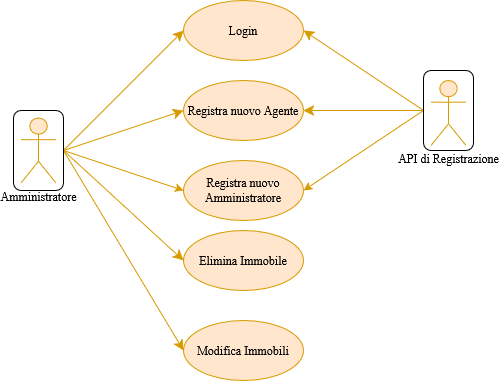 Login
Registra nuovo Agente
API di Registrazione
Registra nuovo
Amministratore
Amministratore
Elimina Immobile
Modifica Immobili